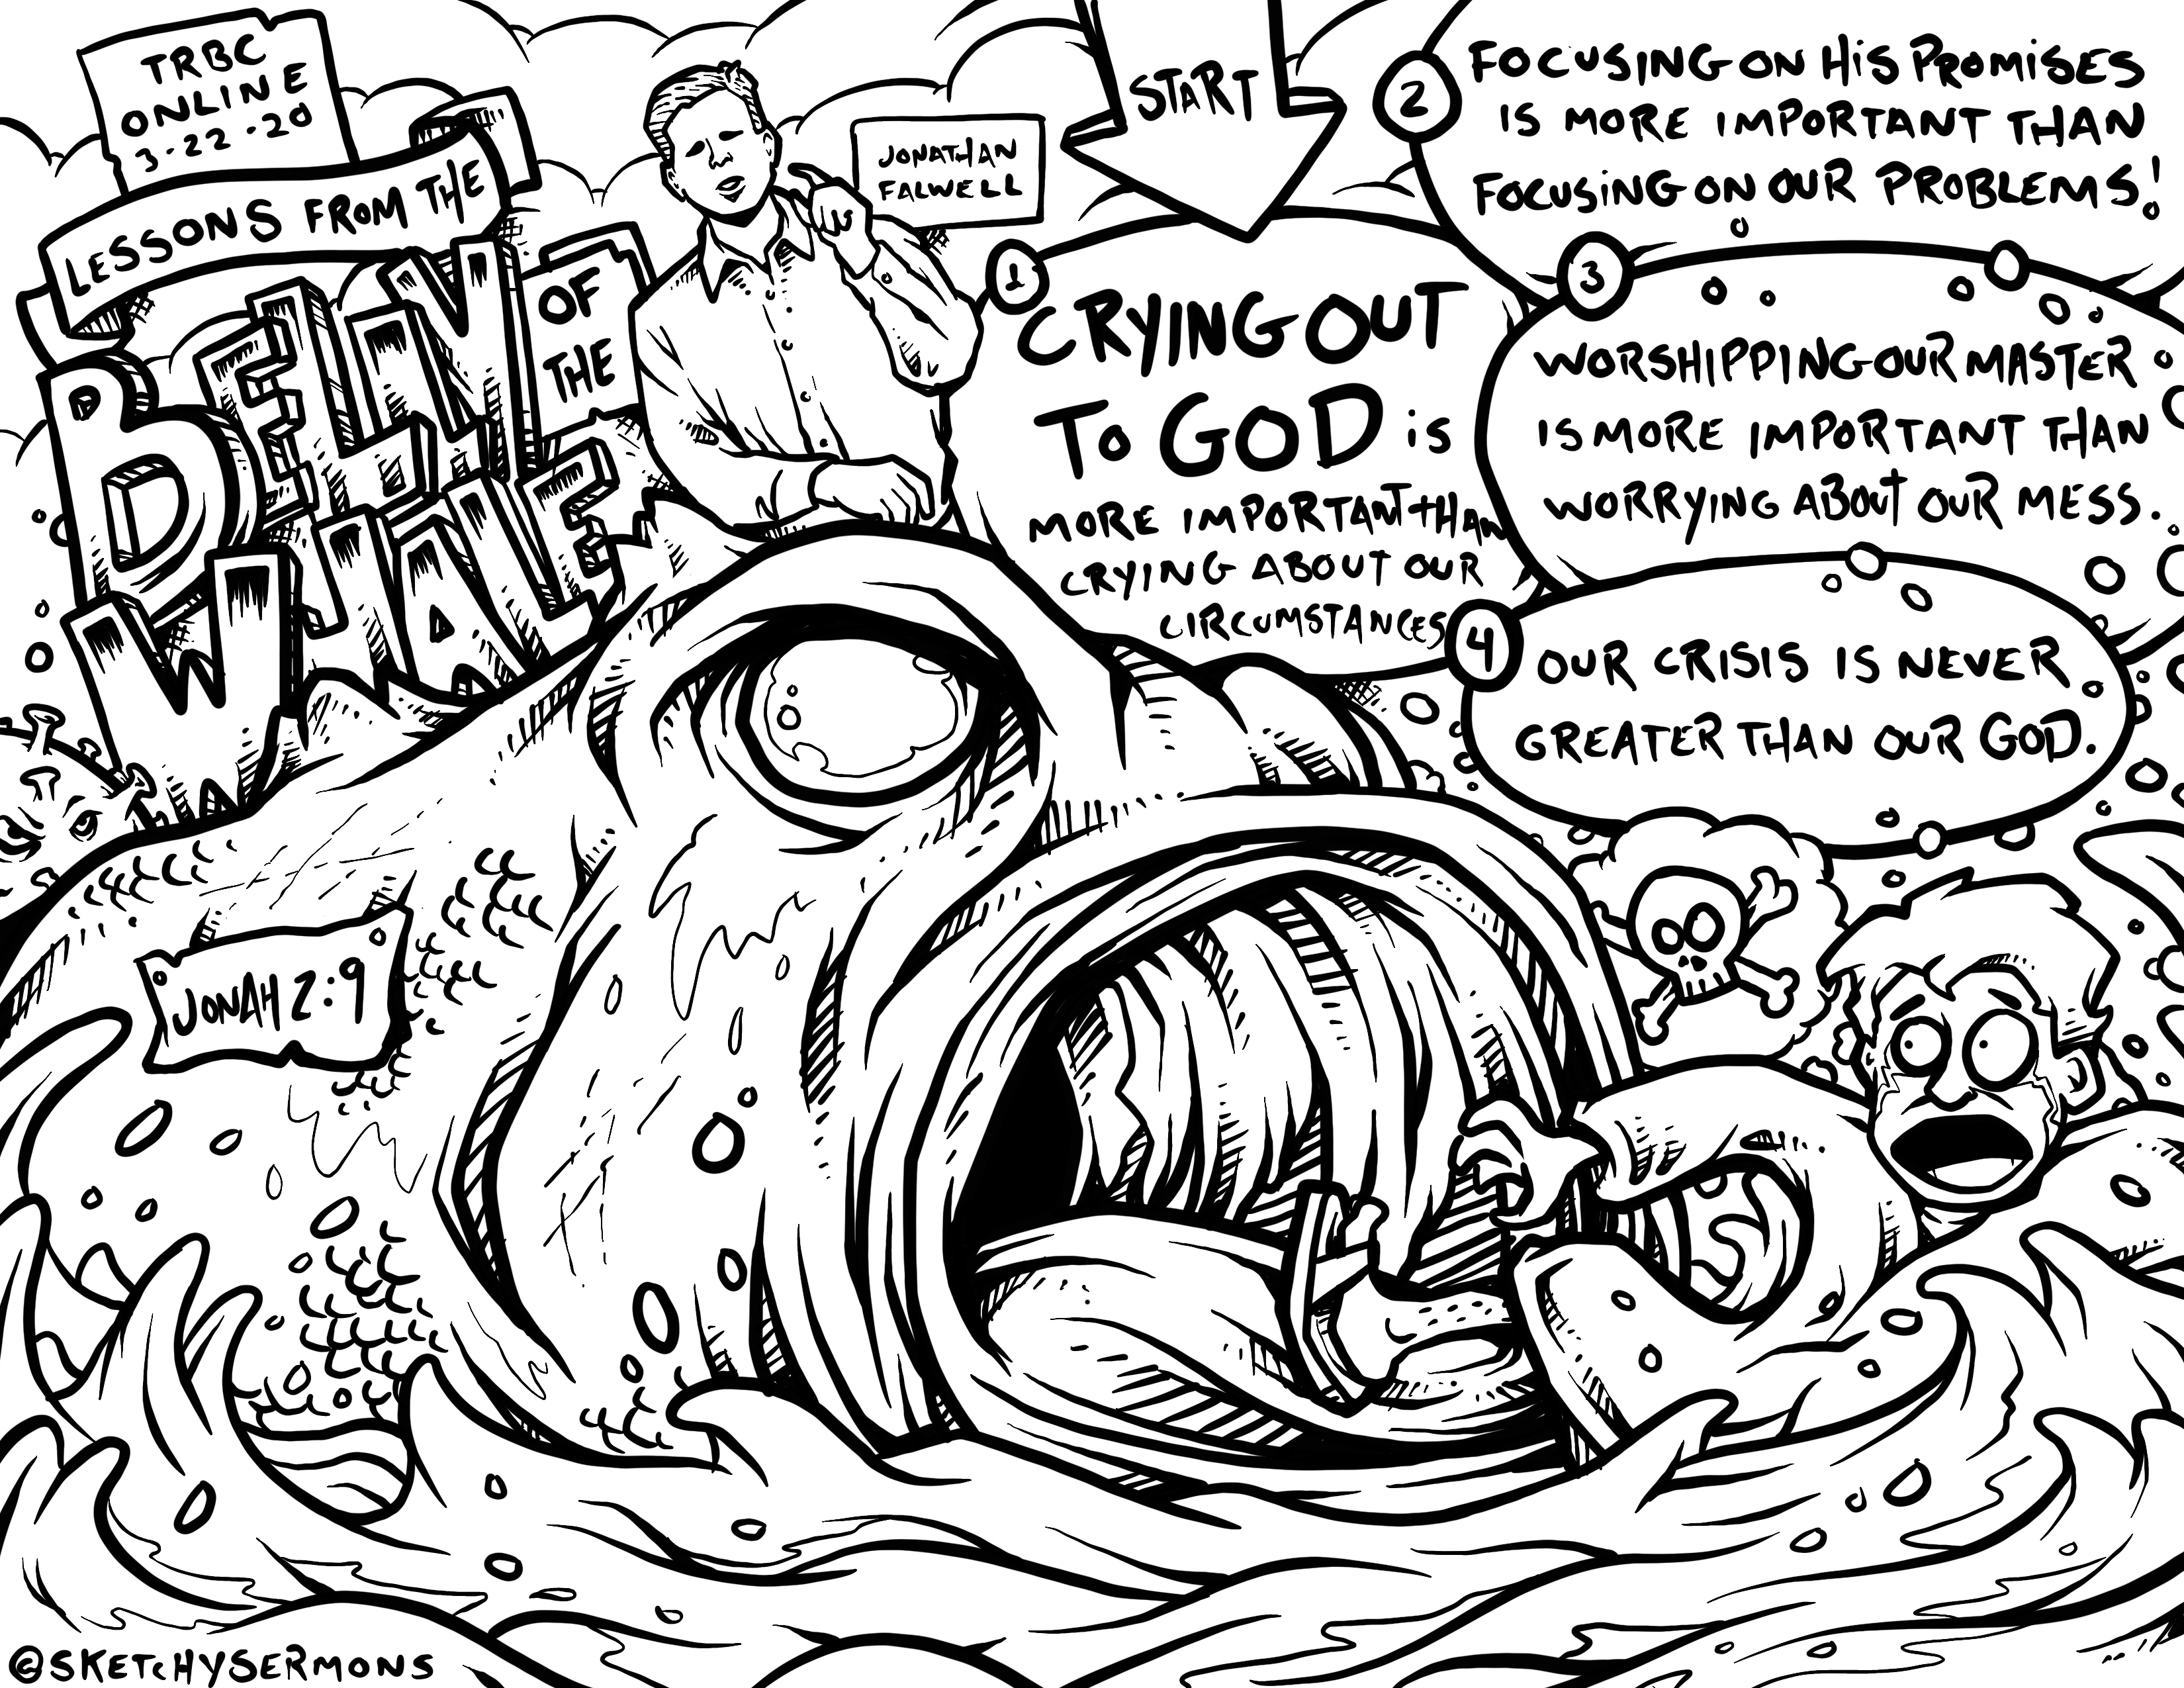 TRBC
ONLINE
3-22-20
LESSONS FROM THE
BELLY
OF
THE
WHALE
JONATHAN
FALWELL
START
1
CRYING OUT
To GOD is
MORE IMPORTANT tHAN
CRYING ABOUT OUR
CIRCUMSTANCES
2
FOCUSING ON HiS PROMISES
IS MORE IMPORTANT THAN
FOCUSiNG ON OUR PROBLEMS!
3
WORSHIPPING OUR MASTER
IS MORE IMPORTANT THAN
WORRYING ABOUt OUR MESS.
4
OUR CRISIS IS NEVER
GREATER THAN OUR GOD.
JONAH 2:9
@SKETCHYSERMONS